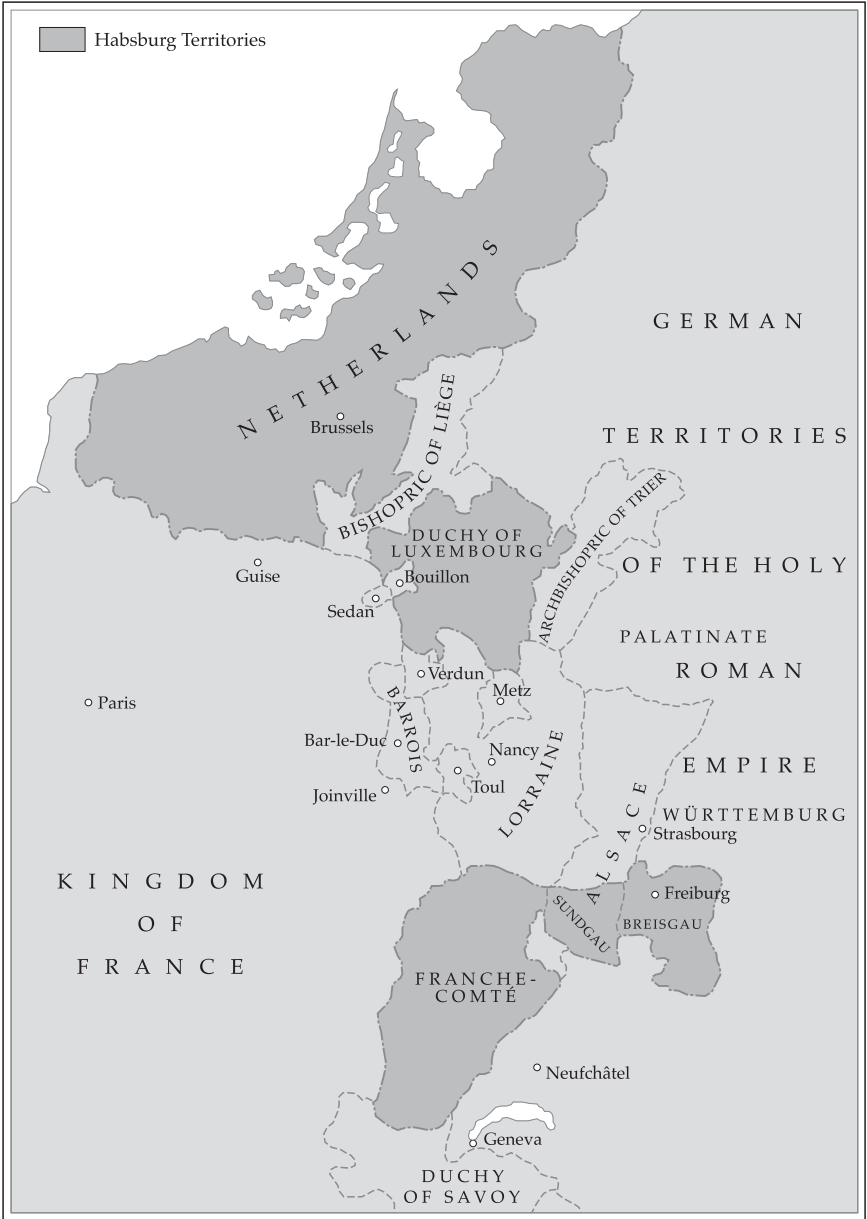 Habsburg Territories
NETHERLANDS
GERMAN
Brussels
BISHOPRIC OF LIÈGE
TERRITORIES
ARCHBISHOPRIC OF TRIER
DUCHY OF
LUXEMBOURG
Guise
Bouillon
OF THE HOLY
Sedan
PALATINATE
ROMAN
Verdun
Metz
Paris
BARROIS
Bar-le-Duc
Nancy
LORRAINE
EMPIRE
Toul
Joinville
ALSACE
WÜRTTEMBURG
Strasbourg
KINGDOM
OF
FRANCE
SUNDGAU
Freiburg
BREISGAU
FRANCHE-
COMTÉ
Neufchâtel
Geneva
DUCHY
OF SAVOY